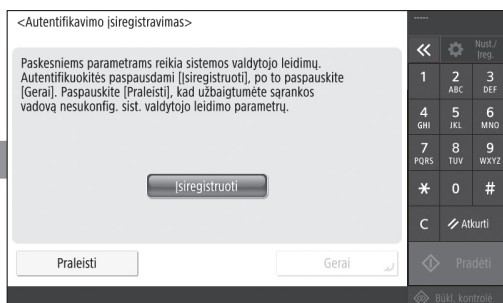 <Autentifikavimo įsiregistravimas>
Paskesniems parametrams reikia sistemos valdytojo leidimų.
Autentifikuokitės paspausdami [Įsiregistruoti], po to paspauskite
[Gerai]. Paspauskite [Praleisti], kad užbaigtumėte sąrankos
vadovą nesukonfig. sist. valdytojo leidimo parametrų.
Įsiregistruoti
Praleisti
Gerai
-----
Nust./
Įreg.
1 2 3
ABC DEF
4 5 6
GHI JKL MNO
7 8 9
PQRS TUV WXYZ
* 0 #
C Atkurti
Pradėti
Būkl. kontrolė